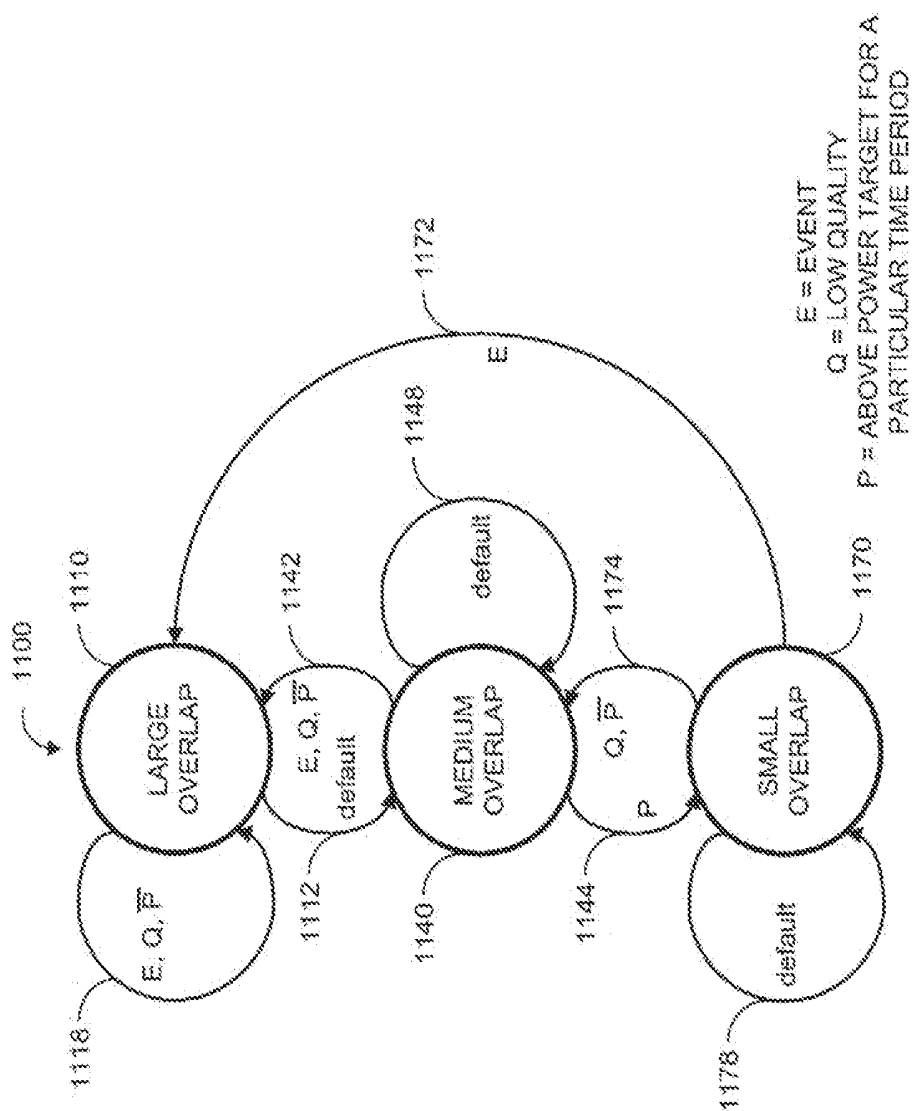 1100
1110
1118
LARGE
OVERLAP
E, Q, P̅
1142
E, Q, P̅
1112
default
1172
1148
1140
MEDIUM
OVERLAP
default
E
1174
Q, P̅
1144
P
1170
SMALL
OVERLAP
1178
default
E = EVENT
Q = LOW QUALITY
P = ABOVE POWER TARGET FOR A
PARTICULAR TIME PERIOD